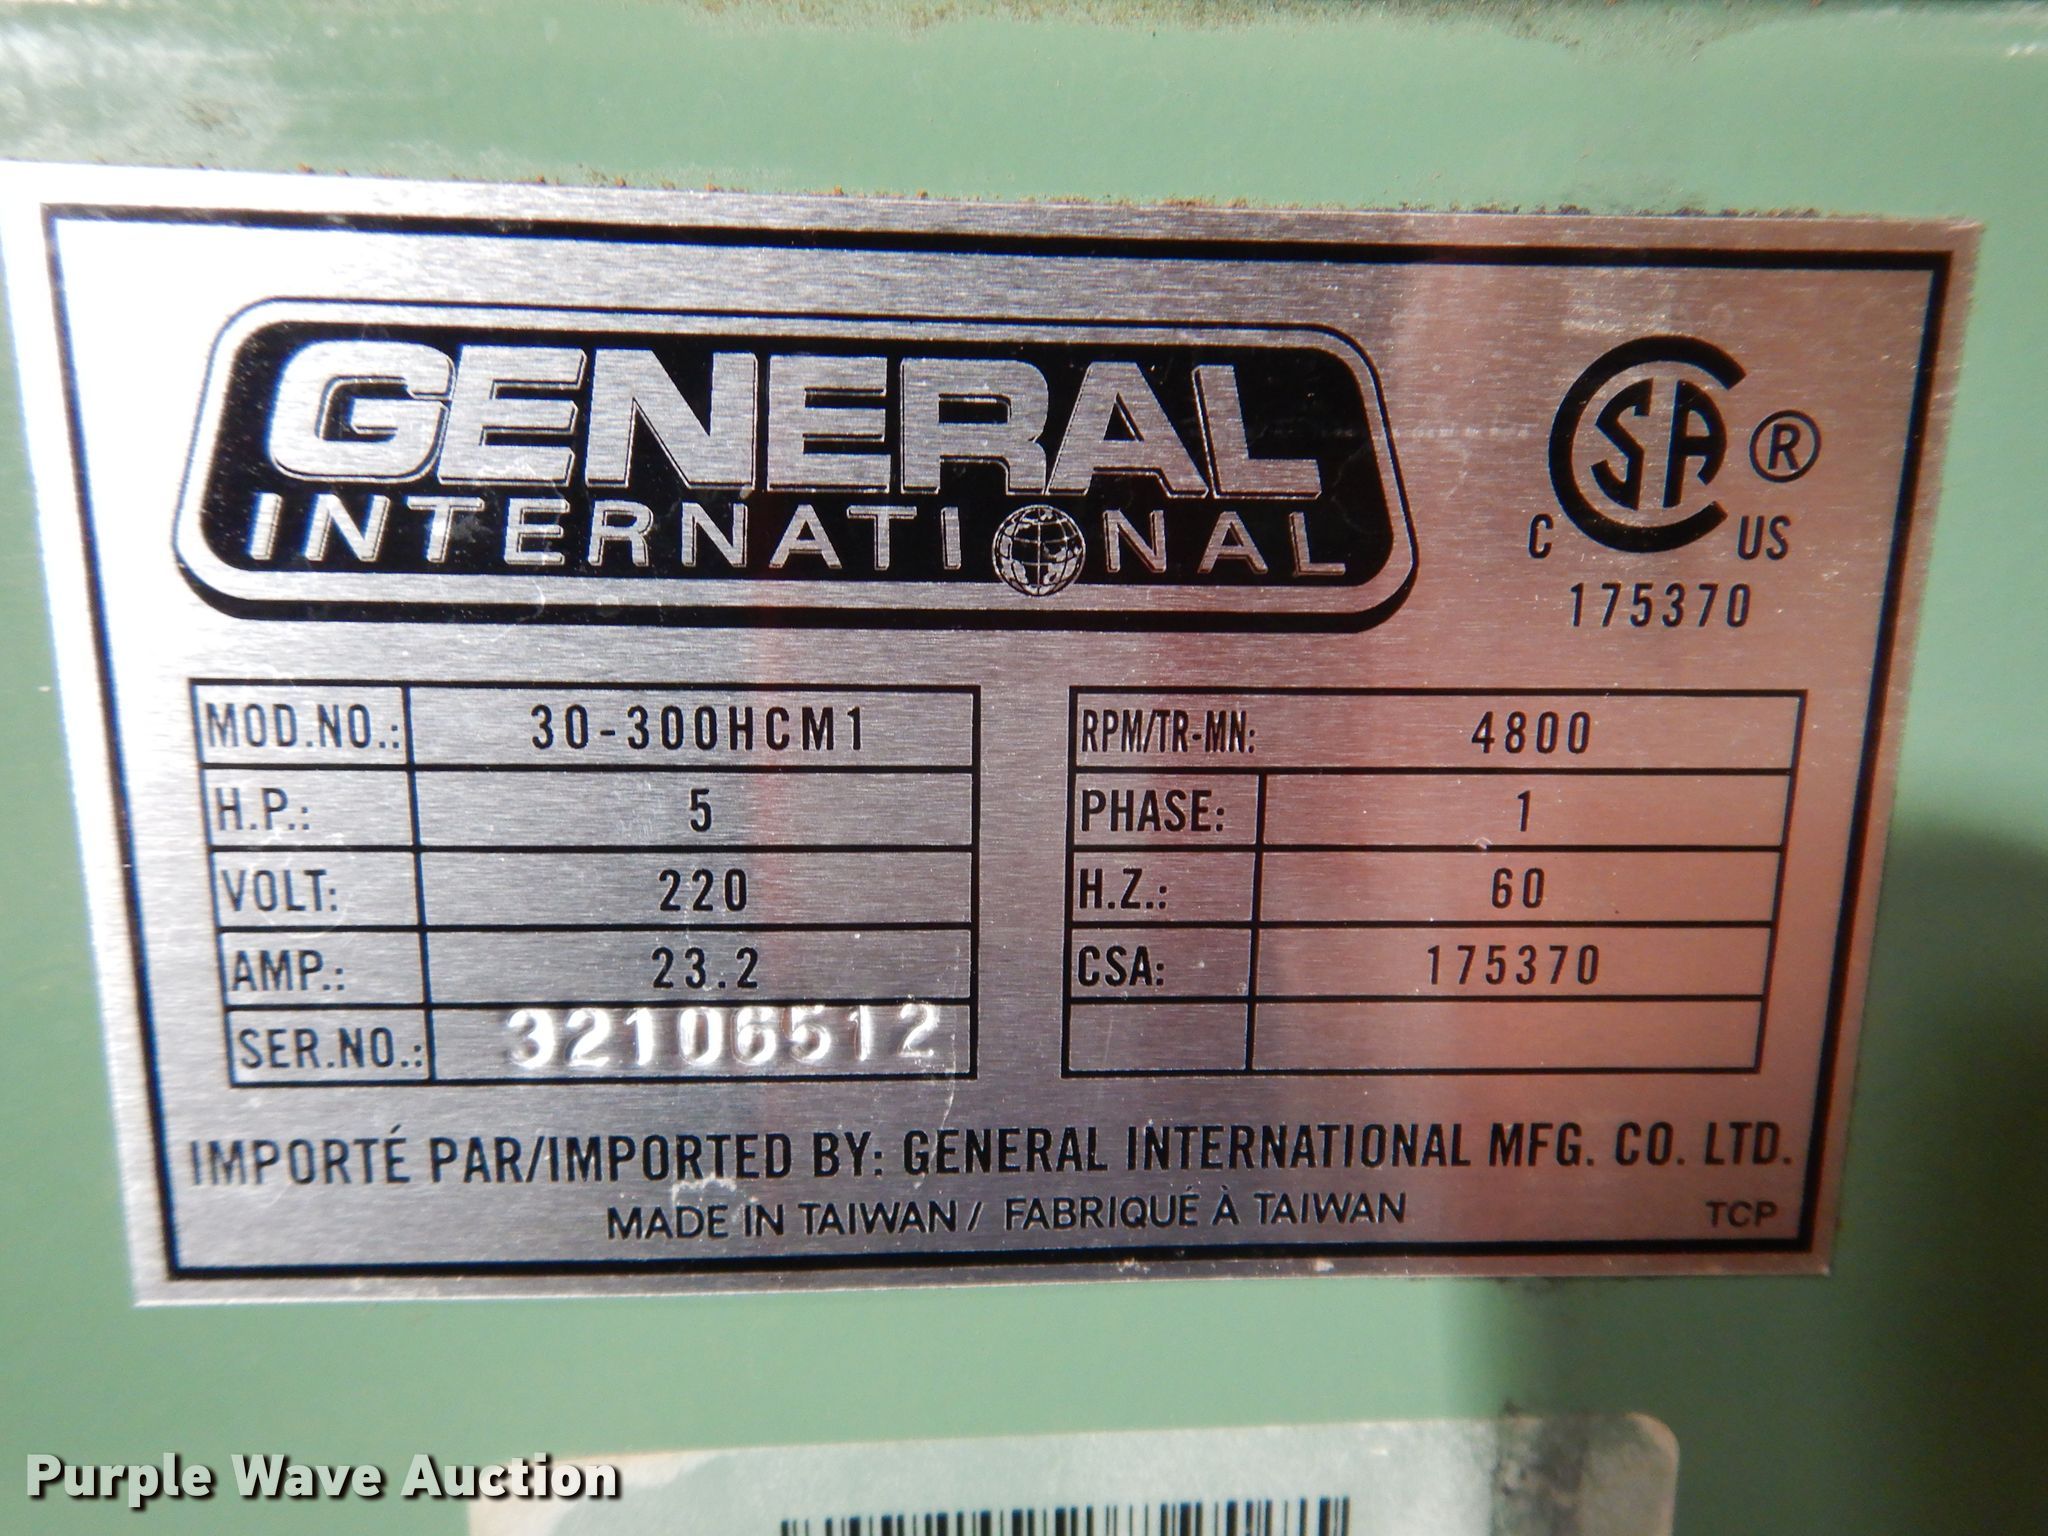 GENERAL
INTERNATIONAL
CSA ®
C US
175370
MOD.NO.: 30-300HCM1
H.P.: 5
VOLT: 220
AMP.: 23.2
SER.NO.: 32106512
RPM/TR-MN: 4800
PHASE: 1
H.Z.: 60
CSA: 175370
IMPORTÉ PAR/IMPORTED BY: GENERAL INTERNATIONAL MFG. CO. LTD.
MADE IN TAIWAN / FABRIQUÉ À TAIWAN
TCP
Purple Wave Auction